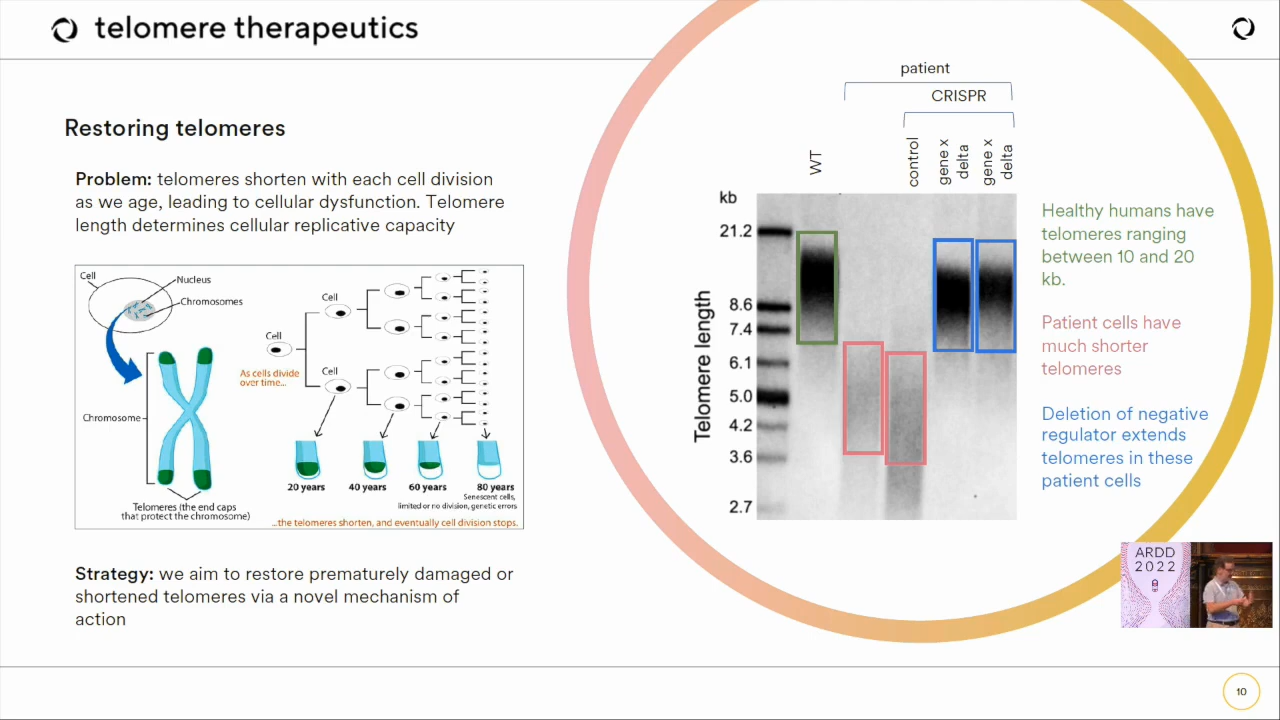 telomere therapeutics
Restoring telomeres
Problem: telomeres shorten with each cell division
as we age, leading to cellular dysfunction. Telomere
length determines cellular replicative capacity
Cell
Nucleus
Chromosomes
Chromosome
Telomeres (the end caps
that protect the chromosome)
Cell
As cells divide
over time...
Cell
Cell
20 years
40 years
60 years
80 years
Senescent cells,
limited or no division, genetic errors
...the telomeres shorten, and eventually cell division stops.
Strategy: we aim to restore prematurely damaged or
shortened telomeres via a novel mechanism of
action
patient
CRISPR
WT
control
gene x
delta
gene x
delta
kb
21.2
8.6
7.4
6.1
5.0
4.2
3.6
2.7
Telomere length
Healthy humans have
telomeres ranging
between 10 and 20
kb.
Patient cells have
much shorter
telomeres
Deletion of negative
regulator extends
telomeres in these
patient cells
ARDD
2022
10